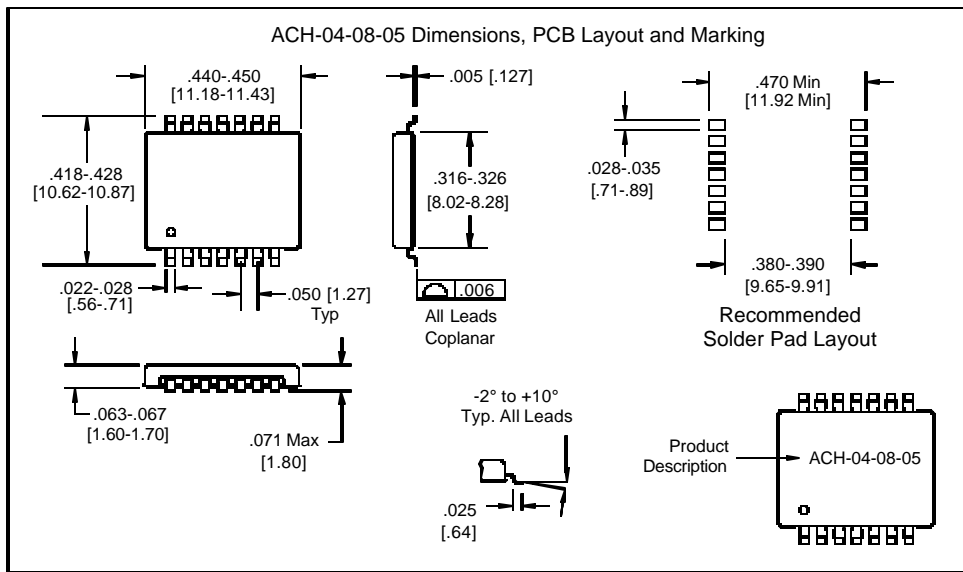 ACH-04-08-05 Dimensions, PCB Layout and Marking
.440-.450
[11.18-11.43]
.005 [.127]
.470 Min
[11.92 Min]
.418-.428
[10.62-10.87]
.316-.326
[8.02-8.28]
.028-.035
[.71-.89]
.022-.028
[.56-.71]
.050 [1.27]
Typ
.006
All Leads
Coplanar
.380-.390
[9.65-9.91]
Recommended
Solder Pad Layout
.063-.067
[1.60-1.70]
.071 Max
[1.80]
-2° to +10°
Typ. All Leads
.025
[.64]
Product
Description
ACH-04-08-05